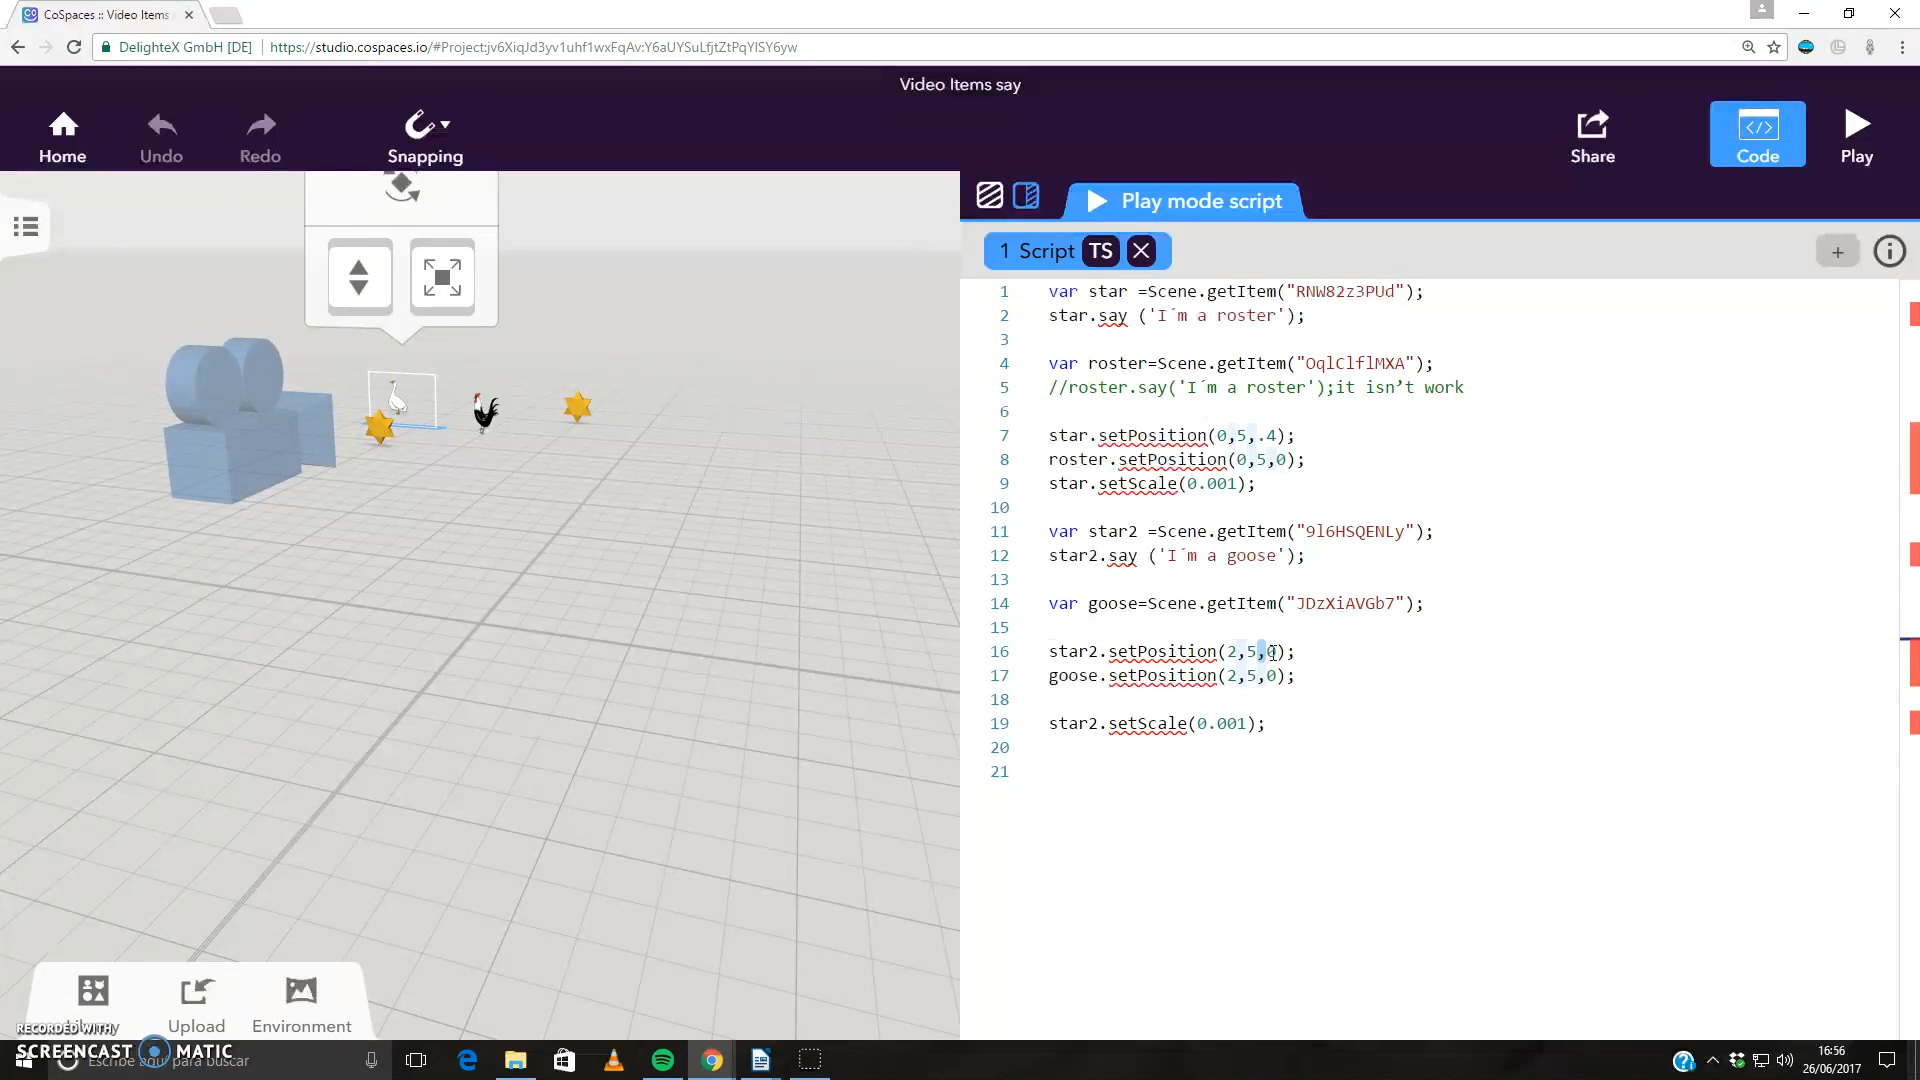 CoSpaces :: Video Items
DelighteX GmbH [DE]
https://studio.cospaces.io/#Project:jv6XiqJd3yv1uhf1wxFqAv:Y6aUYSuLfjtZtPqYISY6yw
Video Items say
Home
Undo
Redo
Snapping
Share
Code
Play
Play mode script
1 Script TS
1 var star =Scene.getItem("RNW82z3PUd");
2 star.say ('I´m a roster');
3
4 var roster=Scene.getItem("OqlClflMXA");
5 //roster.say('I´m a roster');it isn’t work
6
7 star.setPosition(0,5,.4);
8 roster.setPosition(0,5,0);
9 star.setScale(0.001);
10
11 var star2 =Scene.getItem("9l6HSQENLy");
12 star2.say ('I´m a goose');
13
14 var goose=Scene.getItem("JDzXiAVGb7");
15
16 star2.setPosition(2,5,0);
17 goose.setPosition(2,5,0);
18
19 star2.setScale(0.001);
20
21
Upload
Environment
RECORDED WITH
SCREENCAST MATIC
Escribe aquí para buscar
16:56
26/06/2017